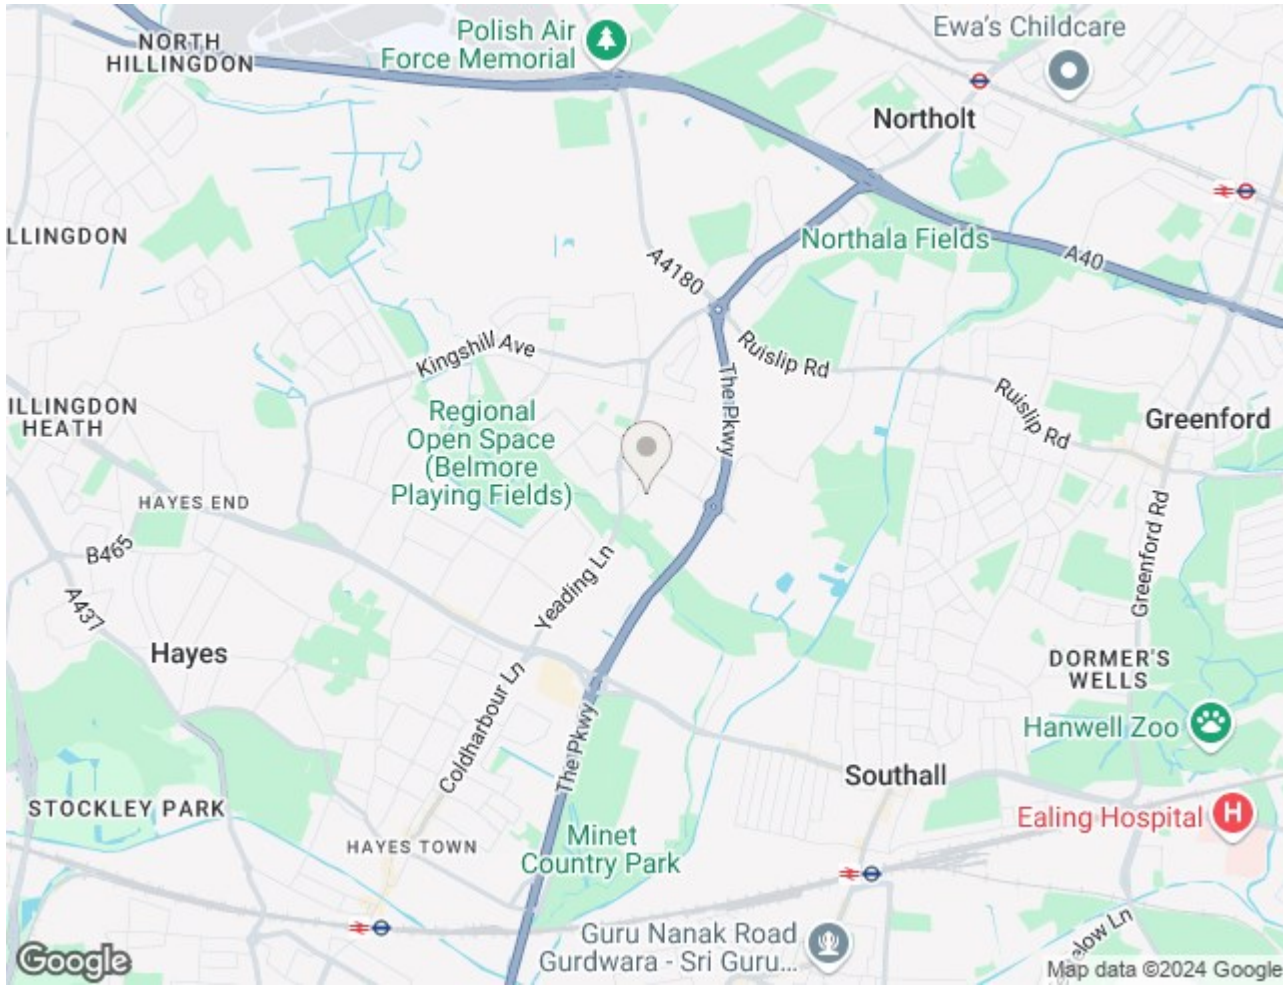 Polish Air
Force Memorial
Ewa's Childcare
NORTH
HILLINGDON
Northolt
LLINGDON
Northala Fields
A40
A4180
Kingshill Ave
Ruislip Rd
The Pkwy
Ruislip Rd
ILLINGDON
HEATH
Regional
Open Space
(Belmore
Playing Fields)
Greenford
HAYES END
B465
Greenford Rd
Yeading Ln
A437
Hayes
Coldharbour Ln
DORMER'S
WELLS
The Pkwy
Hanwell Zoo
Southall
STOCKLEY PARK
Ealing Hospital
H
HAYES TOWN
Minet
Country Park
Guru Nanak Road
Gurdwara - Sri Guru...
elow Ln
Google
Map data ©2024 Google